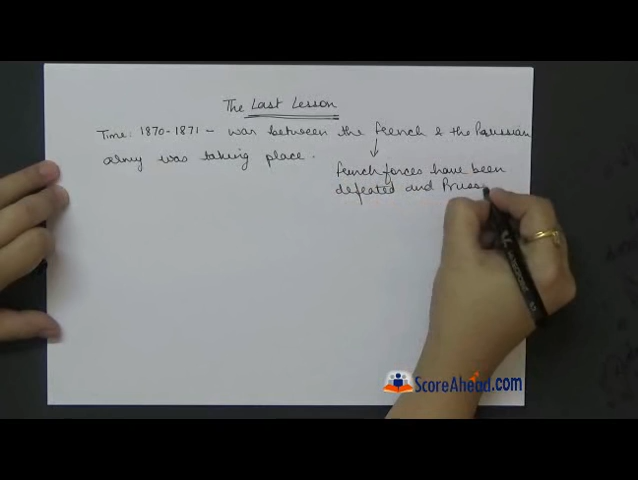 The Last Lesson
Time: 1870-1871 - war between the French & the Prussian
army was taking place.
French forces have been
defeated and Pruss
ScoreAhead.com